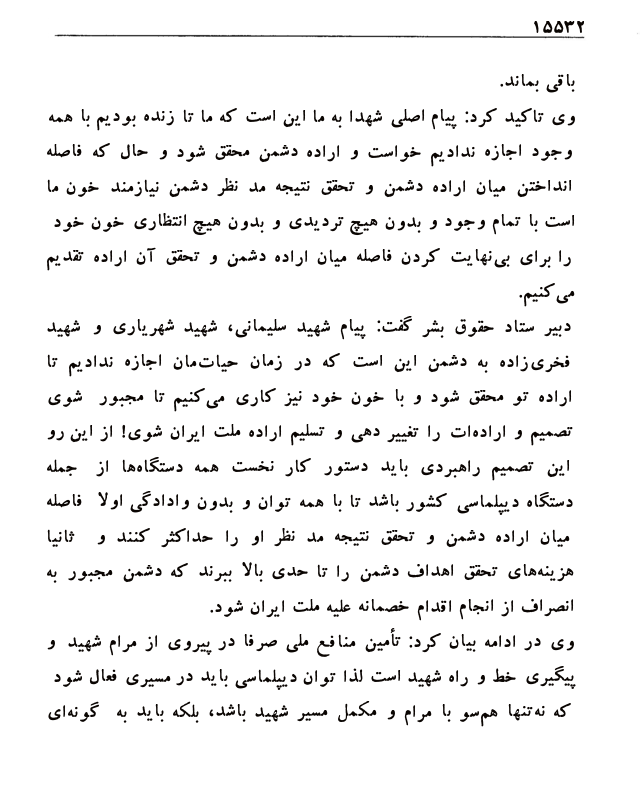 ۱۵۵۳۲
باقی بماند.
وی تاکید کرد: پیام اصلی شهدا به ما این است که ما تا زنده بودیم با همه
وجود اجازه ندادیم خواست و اراده دشمن محقق شود و حال که فاصله
انداختن میان اراده دشمن و تحقق نتیجه مد نظر دشمن نیازمند خون ما
است با تمام وجود و بدون هیچ تردیدی و بدون هیچ انتظاری خون خود
را برای بی‌نهایت کردن فاصله میان اراده دشمن و تحقق آن اراده تقدیم
می‌کنیم.
دبیر ستاد حقوق بشر گفت: پیام شهید سلیمانی، شهید شهریاری و شهید
فخری‌زاده به دشمن این است که در زمان حیات‌مان اجازه ندادیم تا
اراده تو محقق شود و با خون خود نیز کاری می‌کنیم تا مجبور شوی
تصمیم و اراده‌ات را تغییر دهی و تسلیم اراده ملت ایران شوی! از این رو
این تصمیم راهبردی باید دستور کار نخست همه دستگاه‌ها از جمله
دستگاه دیپلماسی کشور باشد تا با همه توان و بدون وادادگی اولا فاصله
میان اراده دشمن و تحقق نتیجه مد نظر او را حداکثر کنند و ثانیا
هزینه‌های تحقق اهداف دشمن را تا حدی بالا ببرند که دشمن مجبور به
انصراف از انجام اقدام خصمانه علیه ملت ایران شود.
وی در ادامه بیان کرد: تأمین منافع ملی صرفا در پیروی از مرام شهید و
پیگیری خط و راه شهید است لذا توان دیپلماسی باید در مسیری فعال شود
که نه‌تنها هم‌سو با مرام و مکمل مسیر شهید باشد، بلکه باید به گونه‌ای